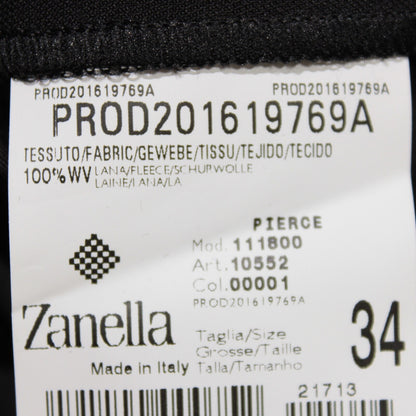 PROD201619769A PROD201619769A
PROD201619769A
TESSUTO/FABRIC/GEWEBE/TISSU/TEJIDO/TECIDO
100%WV LANA/FLEECE/SCHURWOLLE
LAINE/LANA/LA
PIERCE
Mod. 111800
Art. 10552
Col. 00001
PROD201619769A
Zanella
Made in Italy
Taglia/Size
Grosse/Taille
Talla/Tamanho
34
21713